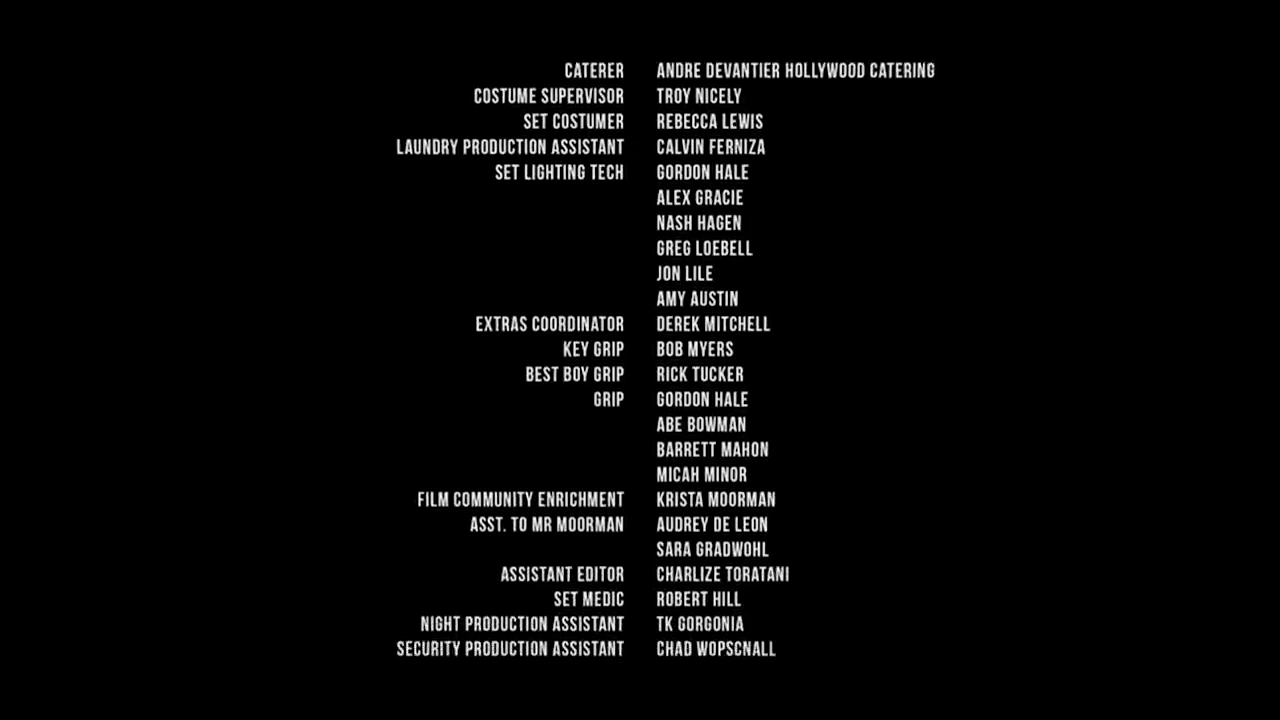 CATERER ANDRE DEVANTIER HOLLYWOOD CATERING
COSTUME SUPERVISOR TROY NICELY
SET COSTUMER REBECCA LEWIS
LAUNDRY PRODUCTION ASSISTANT CALVIN FERNIZA
SET LIGHTING TECH GORDON HALE
ALEX GRACIE
NASH HAGEN
GREG LOEBELL
JON LILE
AMY AUSTIN
EXTRAS COORDINATOR DEREK MITCHELL
KEY GRIP BOB MYERS
BEST BOY GRIP RICK TUCKER
GRIP GORDON HALE
ABE BOWMAN
BARRETT MAHON
MICAH MINOR
FILM COMMUNITY ENRICHMENT KRISTA MOORMAN
ASST. TO MR MOORMAN AUDREY DE LEON
SARA GRADWOHL
ASSISTANT EDITOR CHARLIZE TORATANI
SET MEDIC ROBERT HILL
NIGHT PRODUCTION ASSISTANT TK GORGONIA
SECURITY PRODUCTION ASSISTANT CHAD WOPSCNALL